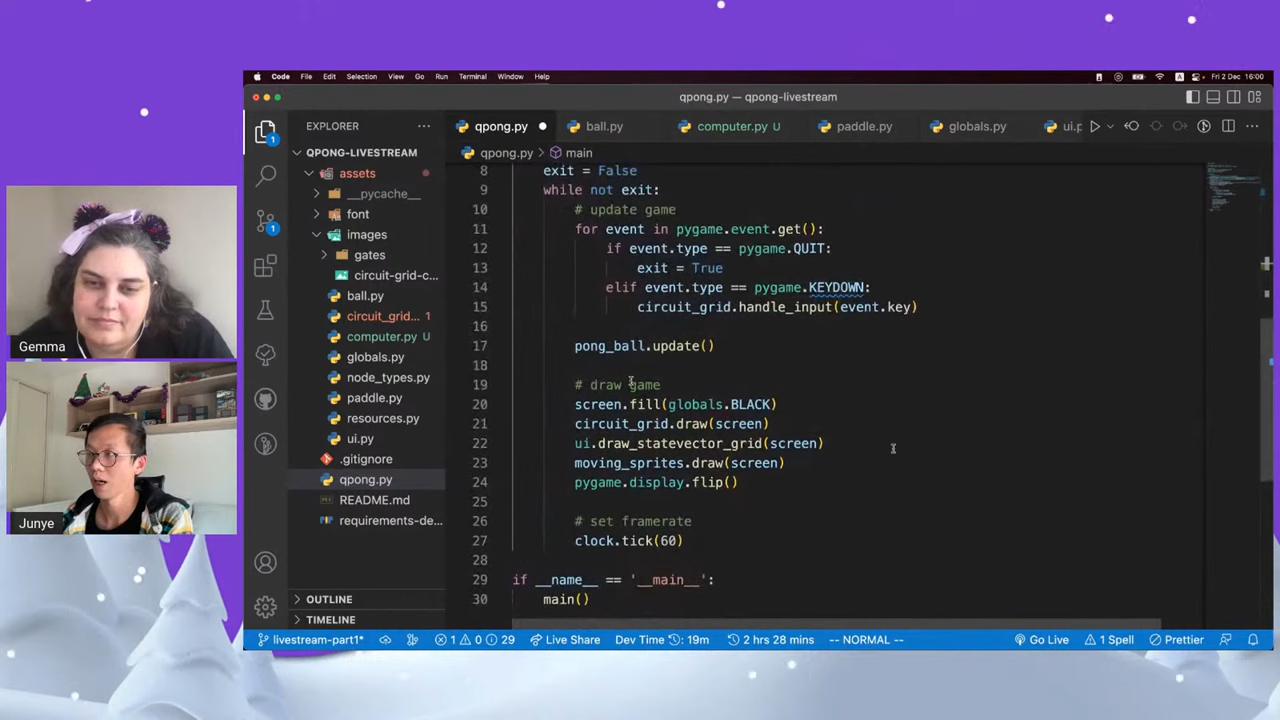 Code File Edit Selection View Go Run Terminal Window Help
Fri 2 Dec 16:00
qpong.py — qpong-livestream
EXPLORER
qpong.py
ball.py
computer.py U
paddle.py
globals.py
ui.p
QPONG-LIVESTREAM
qpong.py > main
assets
__pycache__
font
images
gates
circuit-grid-c...
ball.py
circuit_grid... 1
computer.py U
globals.py
node_types.py
paddle.py
resources.py
ui.py
.gitignore
qpong.py
README.md
requirements-de...
OUTLINE
TIMELINE
1
1
8 exit = False
9 while not exit:
10 # update game
11 for event in pygame.event.get():
12 if event.type == pygame.QUIT:
13 exit = True
14 elif event.type == pygame.KEYDOWN:
15 circuit_grid.handle_input(event.key)
16
17 pong_ball.update()
18
19 # draw game
20 screen.fill(globals.BLACK)
21 circuit_grid.draw(screen)
22 ui.draw_statevector_grid(screen)
23 moving_sprites.draw(screen)
24 pygame.display.flip()
25
26 # set framerate
27 clock.tick(60)
28
29 if __name__ == '__main__':
30 main()
livestream-part1* 1 0 29 Live Share Dev Time: 19m 2 hrs 28 mins -- NORMAL -- Go Live 1 Spell Prettier
Gemma
Junye